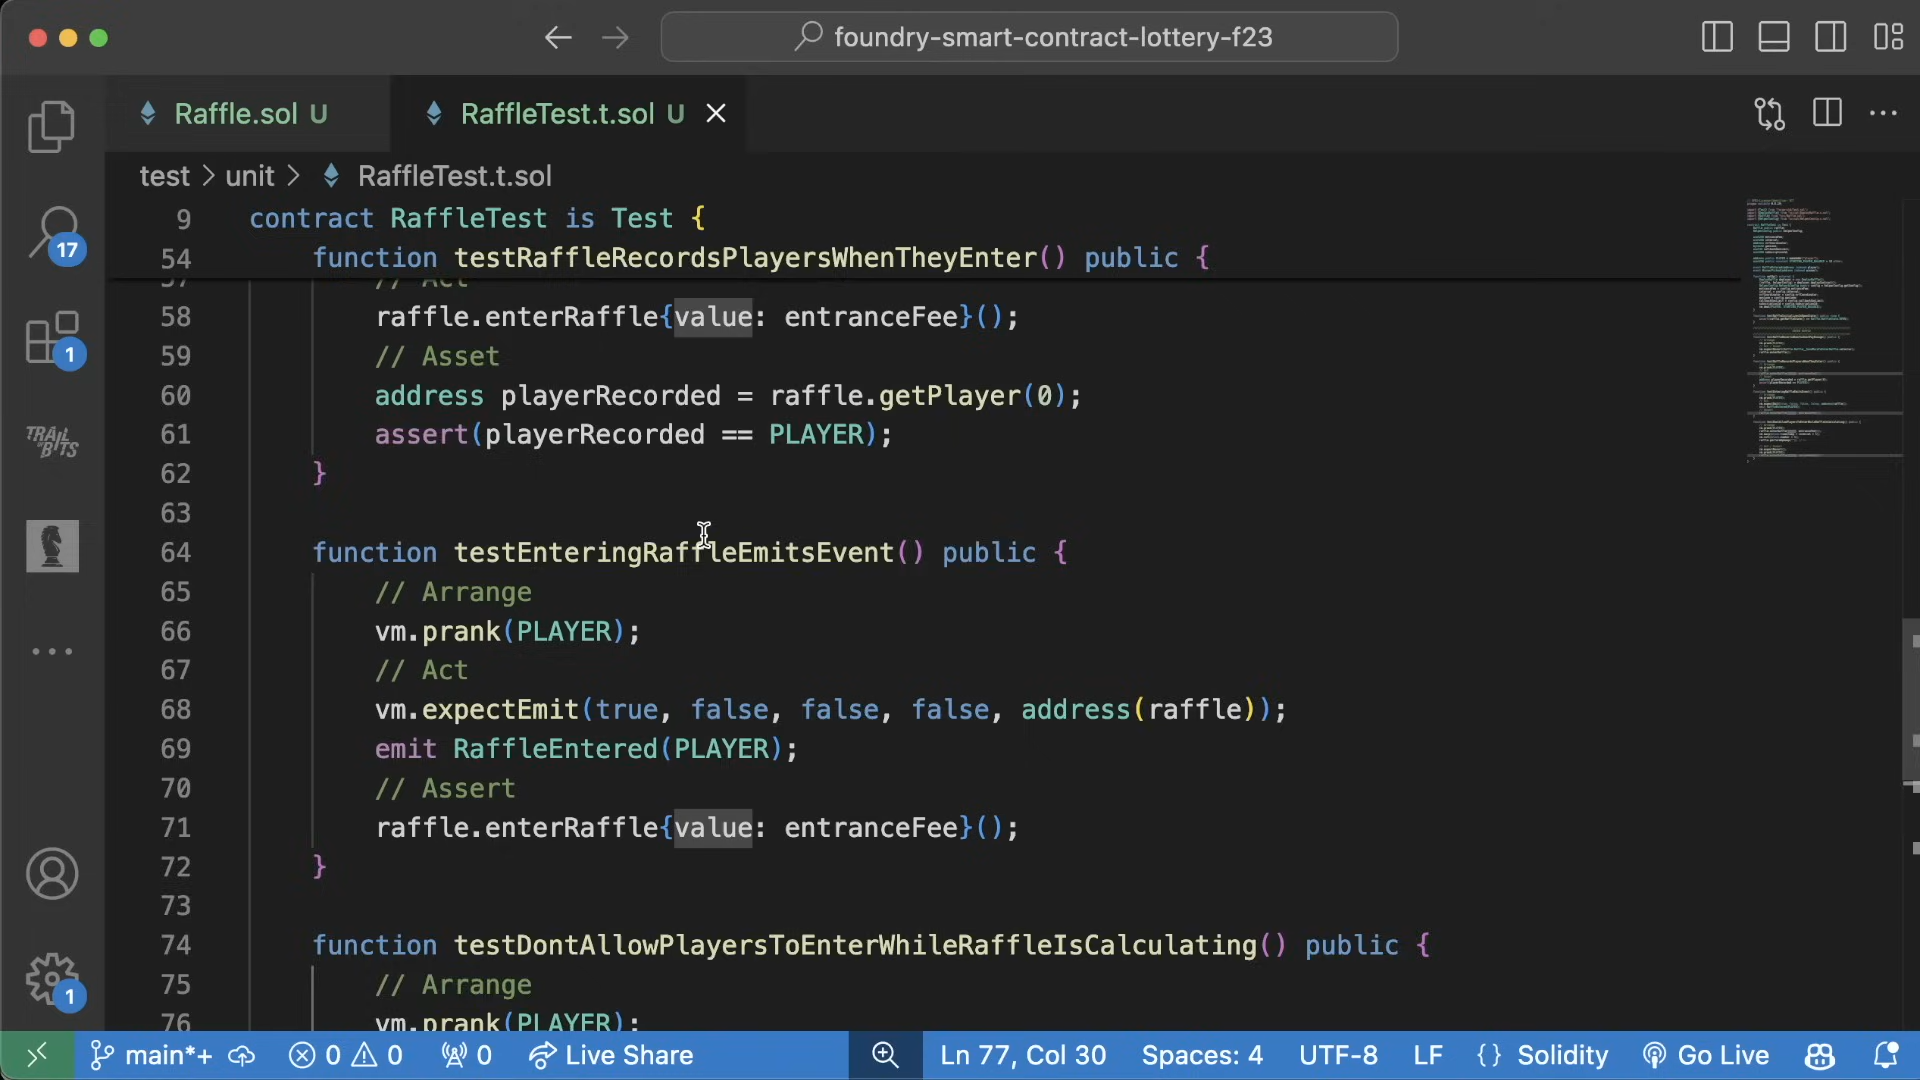 foundry-smart-contract-lottery-f23
Raffle.sol U
RaffleTest.t.sol U
test > unit > RaffleTest.t.sol
9 contract RaffleTest is Test {
54 function testRaffleRecordsPlayersWhenTheyEnter() public {
57 // Act
58 raffle.enterRaffle{value: entranceFee}();
59 // Asset
60 address playerRecorded = raffle.getPlayer(0);
61 assert(playerRecorded == PLAYER);
62 }
63
64 function testEnteringRaffleEmitsEvent() public {
65 // Arrange
66 vm.prank(PLAYER);
67 // Act
68 vm.expectEmit(true, false, false, false, address(raffle));
69 emit RaffleEntered(PLAYER);
70 // Assert
71 raffle.enterRaffle{value: entranceFee}();
72 }
73
74 function testDontAllowPlayersToEnterWhileRaffleIsCalculating() public {
75 // Arrange
76 vm.prank(PLAYER);
17
1
TRAIL OF BITS
1
main*+ 0 0 0 Live Share Ln 77, Col 30 Spaces: 4 UTF-8 LF {} Solidity Go Live